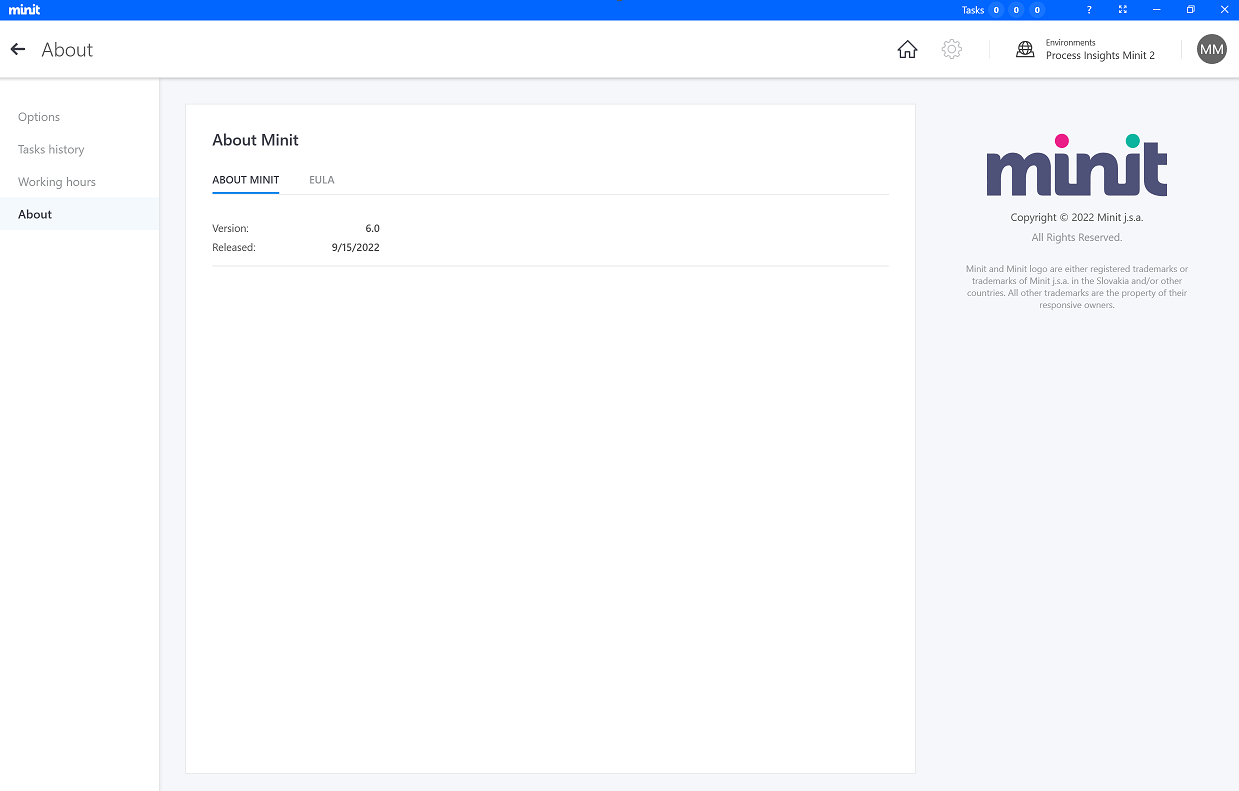 minit
Tasks 0 0 0 ?
About
Environments
Process Insights Minit 2
MM
Options
Tasks history
Working hours
About
About Minit
ABOUT MINIT EULA
Version: 6.0
Released: 9/15/2022
minit
Copyright © 2022 Minit j.s.a.
All Rights Reserved.
Minit and Minit logo are either registered trademarks or
trademarks of Minit j.s.a. in the Slovakia and/or other
countries. All other trademarks are the property of their
responsive owners.